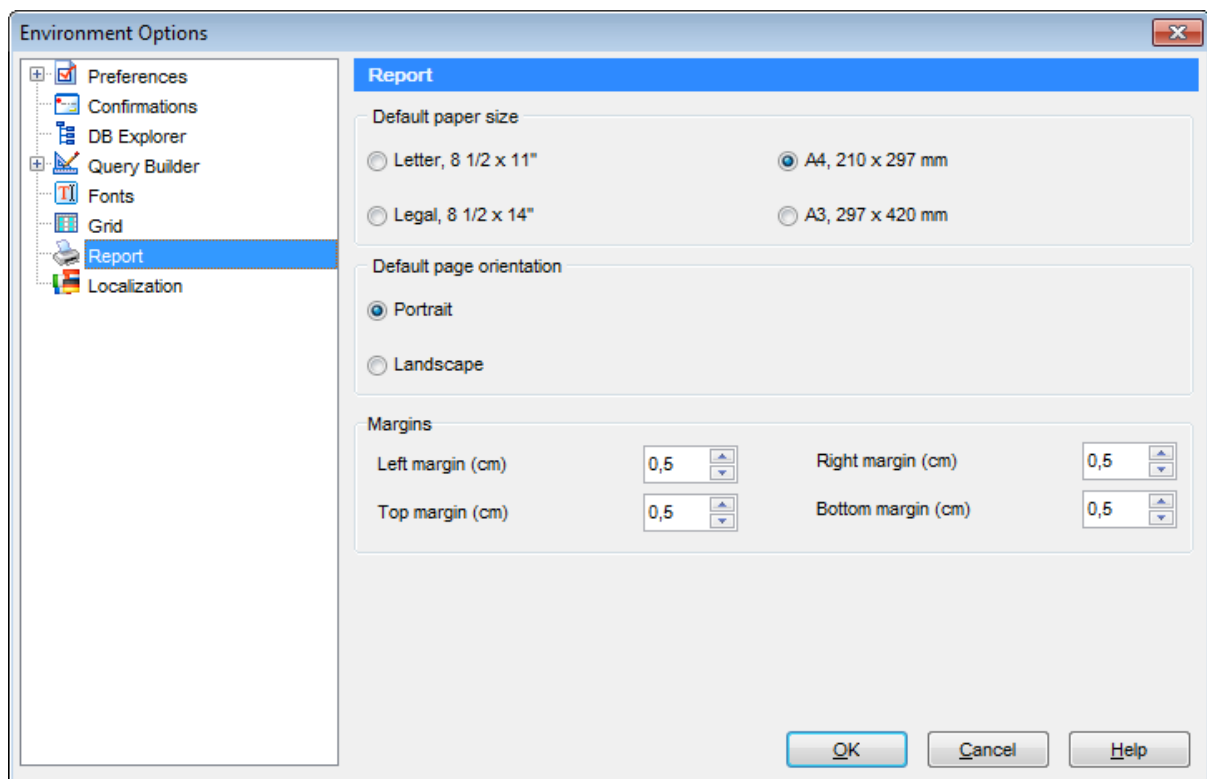 Environment Options
Preferences
Confirmations
DB Explorer
Query Builder
Fonts
Grid
Report
Localization
Report
Default paper size
Letter, 8 1/2 x 11" A4, 210 x 297 mm
Legal, 8 1/2 x 14" A3, 297 x 420 mm
Default page orientation
Portrait
Landscape
Margins
Left margin (cm) 0,5 Right margin (cm) 0,5
Top margin (cm) 0,5 Bottom margin (cm) 0,5
OK Cancel Help